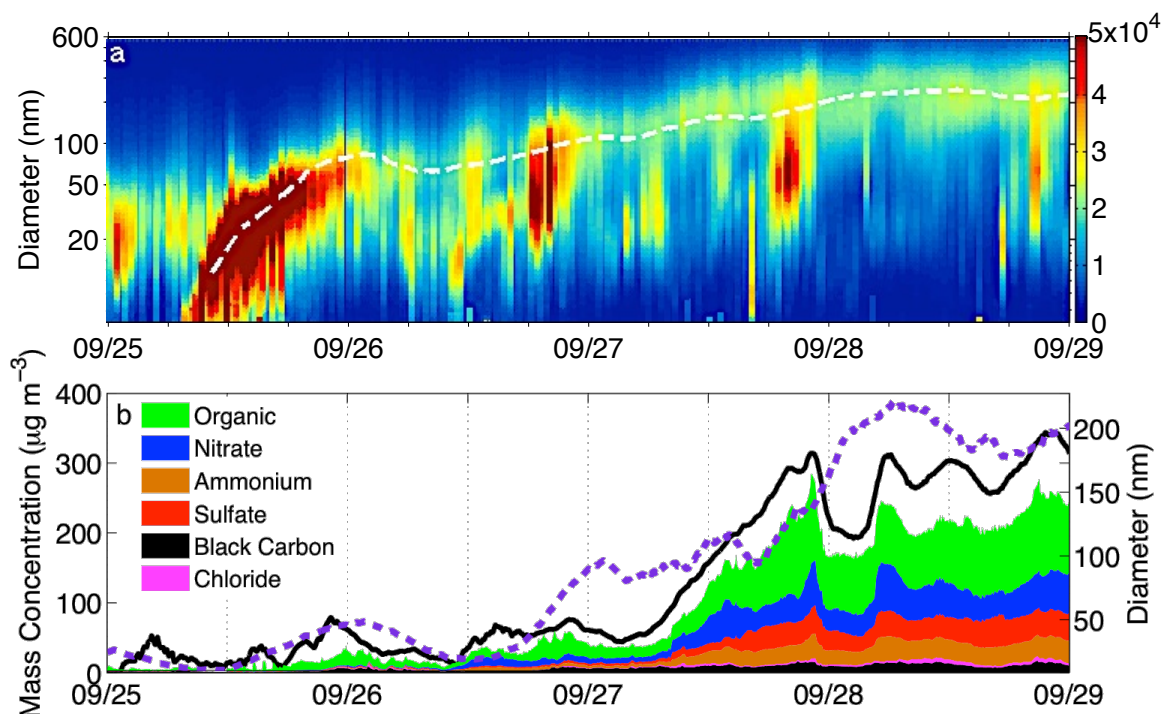 5x10⁴
600
a
4
100
3
50
2
20
1
0
Diameter (nm)
09/25
09/26
09/27
09/28
09/29
400
b
Organic
Nitrate
Ammonium
Sulfate
Black Carbon
Chloride
300
200
100
0
Mass Concentration (μg m⁻³)
200
150
100
50
Diameter (nm)
09/25
09/26
09/27
09/28
09/29